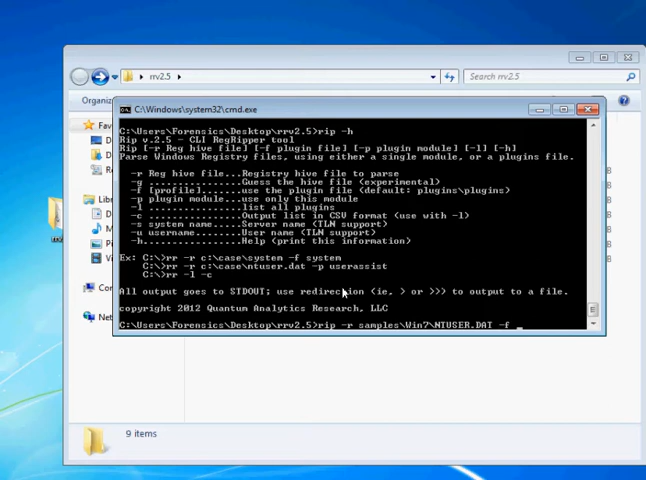 rrv2.5
Search rrv2.5
Organiz
C:\Windows\system32\cmd.exe
Fav
D
D
R
Libr
D
M
Pi
Vi
Cor
Net
C:\Users\Forensics\Desktop\rrv2.5>rip -h
Rip v.2.5 - CLI RegRipper tool
Rip [-r Reg hive file] [-f plugin file] [-p plugin module] [-l] [-h]
Parse Windows Registry files, using either a single module, or a plugins file.
-r Reg hive file...Registry hive file to parse
-g ................Guess the hive file (experimental)
-f [profile].......use the plugin file (default: plugins\plugins)
-p plugin module...use only this module
-l ................list all plugins
-c ................Output list in CSV format (use with -l)
-s system name.....Server name (TLN support)
-u username........User name (TLN support)
-h.................Help (print this information)
Ex: C:\>rr -r c:\case\system -f system
C:\>rr -r c:\case\ntuser.dat -p userassist
C:\>rr -l -c
All output goes to STDOUT; use redirection (ie, > or >>) to output to a file.
copyright 2012 Quantum Analytics Research, LLC
C:\Users\Forensics\Desktop\rrv2.5>rip -r samples\Win7\NTUSER.DAT -f _
9 items